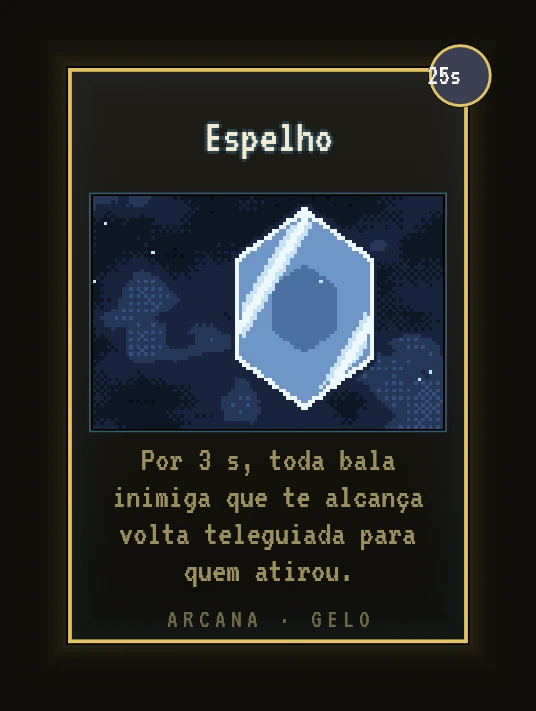 25s
Espelho
Por 3 s, toda bala
inimiga que te alcança
volta teleguiada para
quem atirou.
ARCANA · GELO